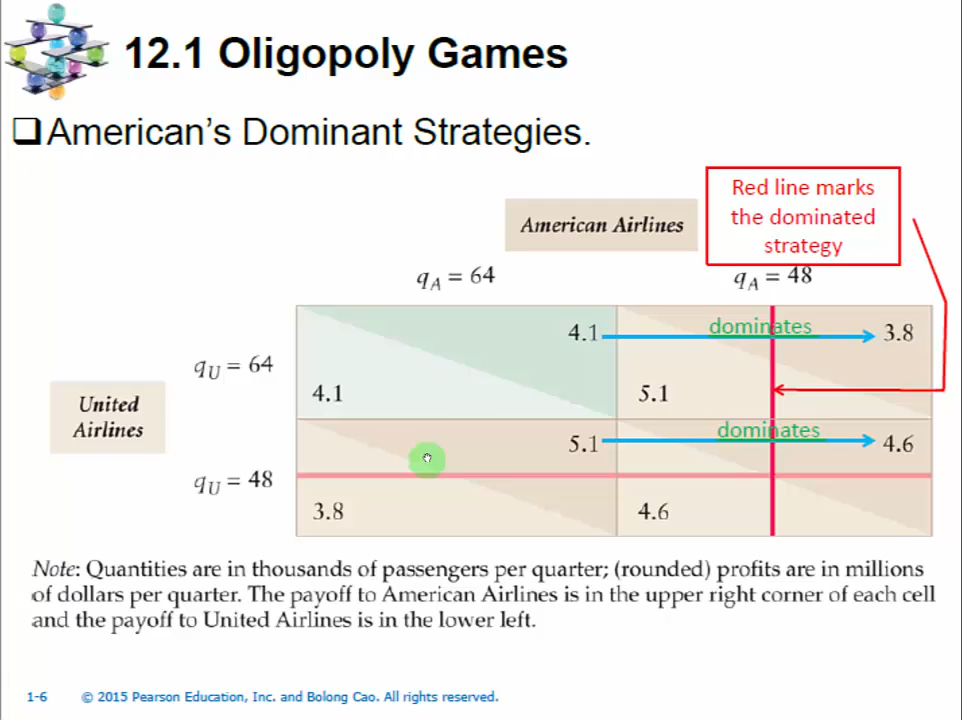 12.1 Oligopoly Games
❑American's Dominant Strategies.
Red line marks
the dominated
strategy
American Airlines
qA = 64
qA = 48
4.1
dominates
3.8
qU = 64
4.1
5.1
United
Airlines
5.1
dominates
4.6
qU = 48
3.8
4.6
Note: Quantities are in thousands of passengers per quarter; (rounded) profits are in millions
of dollars per quarter. The payoff to American Airlines is in the upper right corner of each cell
and the payoff to United Airlines is in the lower left.
1-6 © 2015 Pearson Education, Inc. and Bolong Cao. All rights reserved.